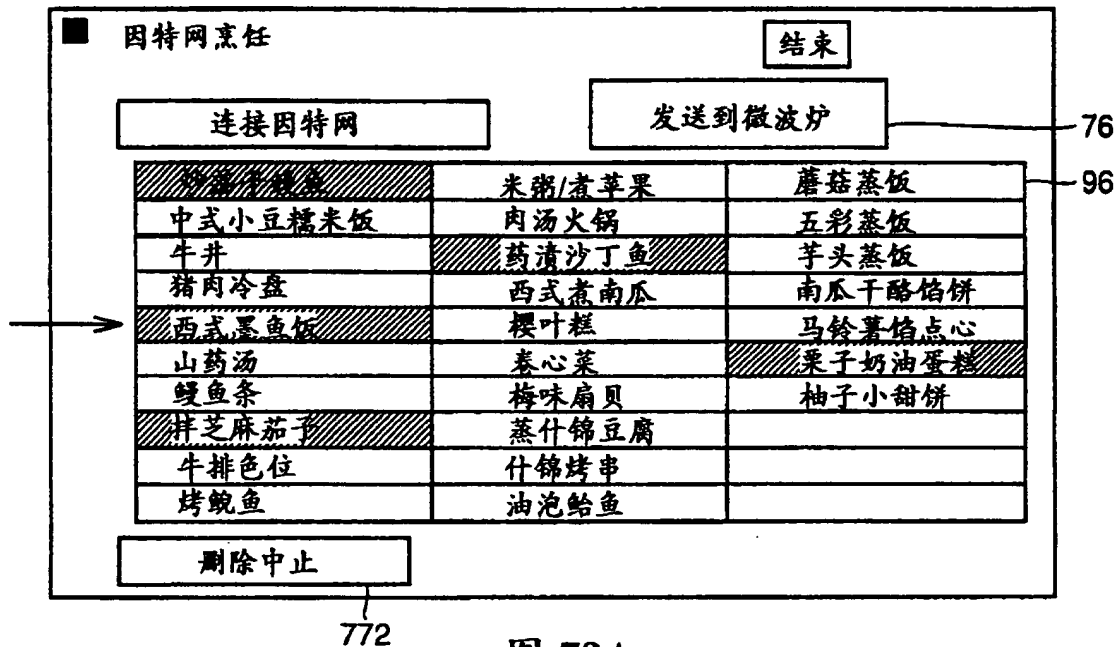 因特网烹饪
结束
连接因特网 发送到微波炉 76
米粥/煮苹果 蘑菇蒸饭 96
中式小豆糯米饭 肉汤火锅 五彩蒸饭
牛井 药渍沙丁鱼 芋头蒸饭
猪肉冷盘 西式煮南瓜 南瓜干酪馅饼
西式墨鱼饭 樱叶糕 马铃薯馅点心
山药汤 卷心菜 栗子奶油蛋糕
鳗鱼条 梅味扇贝 柚子小甜饼
拌芝麻茄子 蒸什锦豆腐
牛排色位 什锦烤串
烤鲵鱼 油泡鲐鱼
删除中止
772